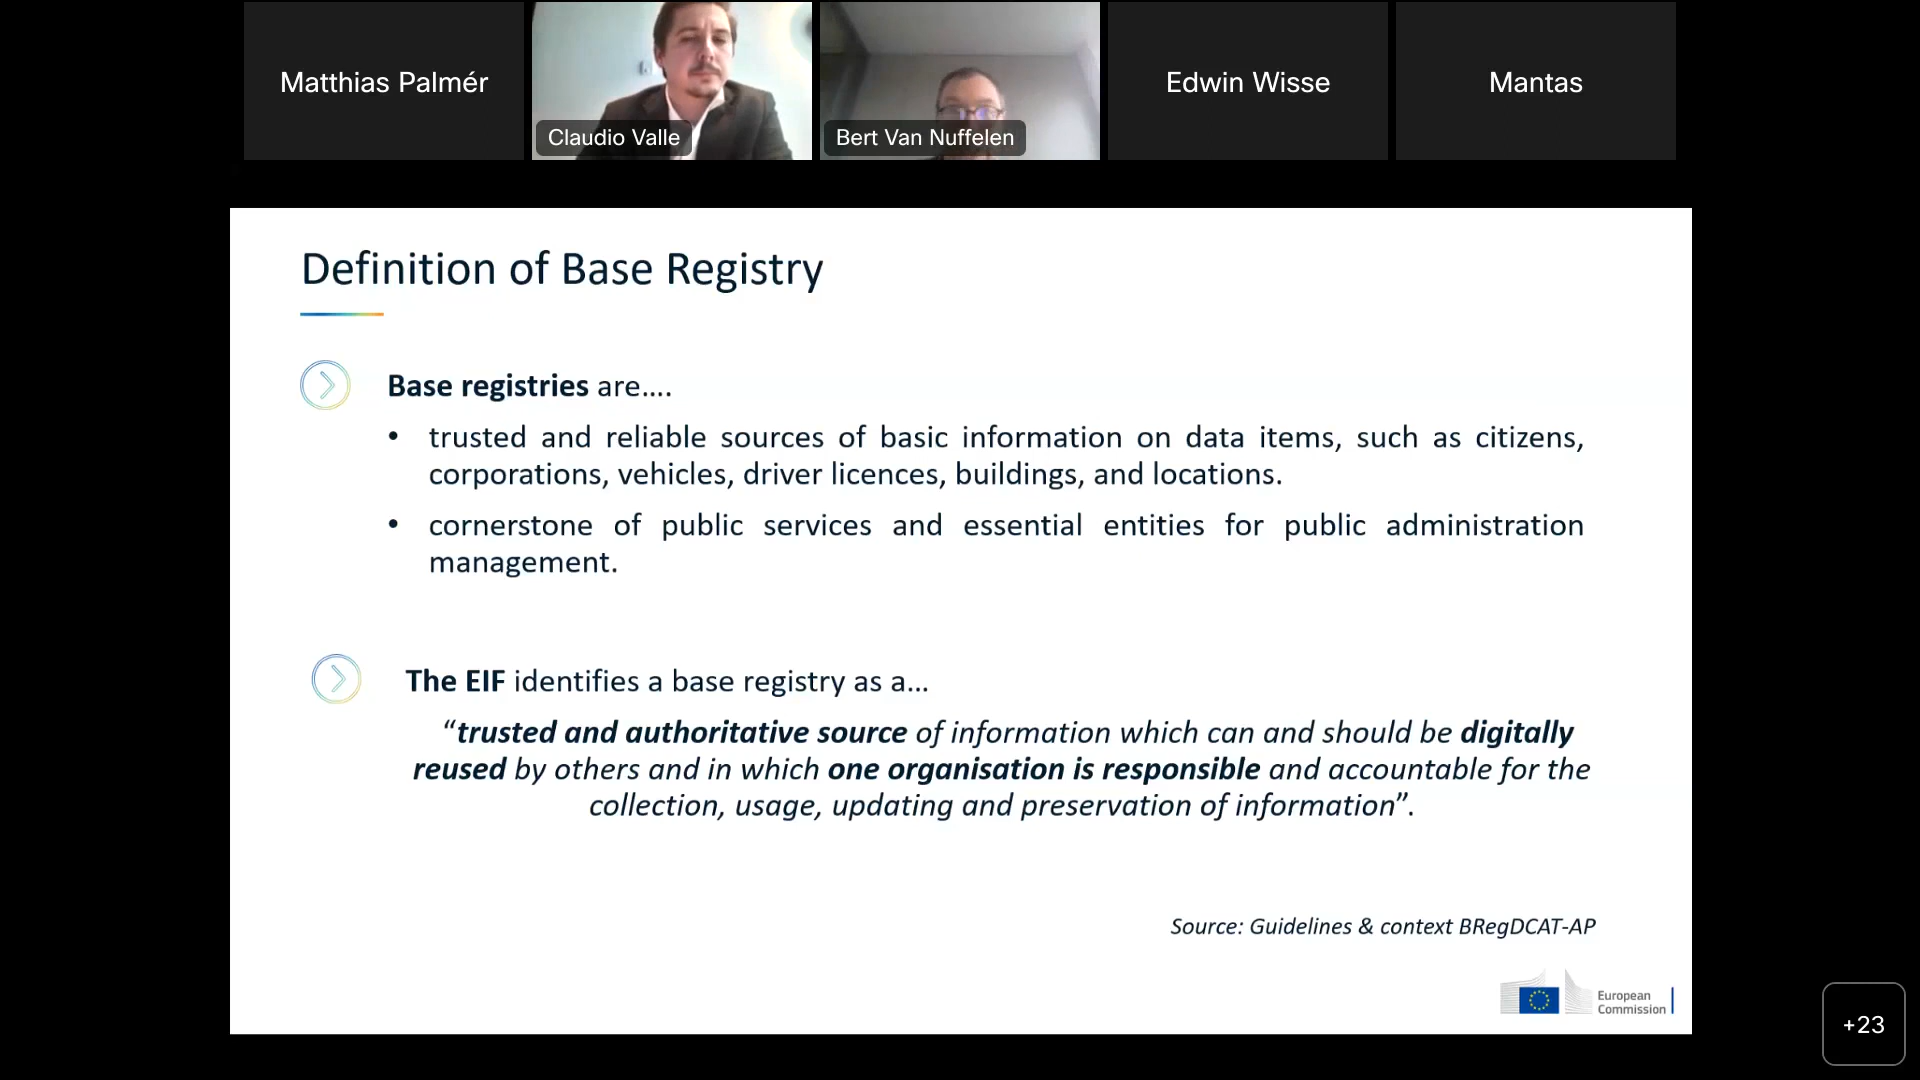 Matthias Palmér
Claudio Valle
Bert Van Nuffelen
Edwin Wisse
Mantas
Definition of Base Registry
Base registries are....
• trusted and reliable sources of basic information on data items, such as citizens,
corporations, vehicles, driver licences, buildings, and locations.
• cornerstone of public services and essential entities for public administration
management.
The EIF identifies a base registry as a...
“trusted and authoritative source of information which can and should be digitally
reused by others and in which one organisation is responsible and accountable for the
collection, usage, updating and preservation of information”.
Source: Guidelines & context BRegDCAT-AP
European
Commission
+23